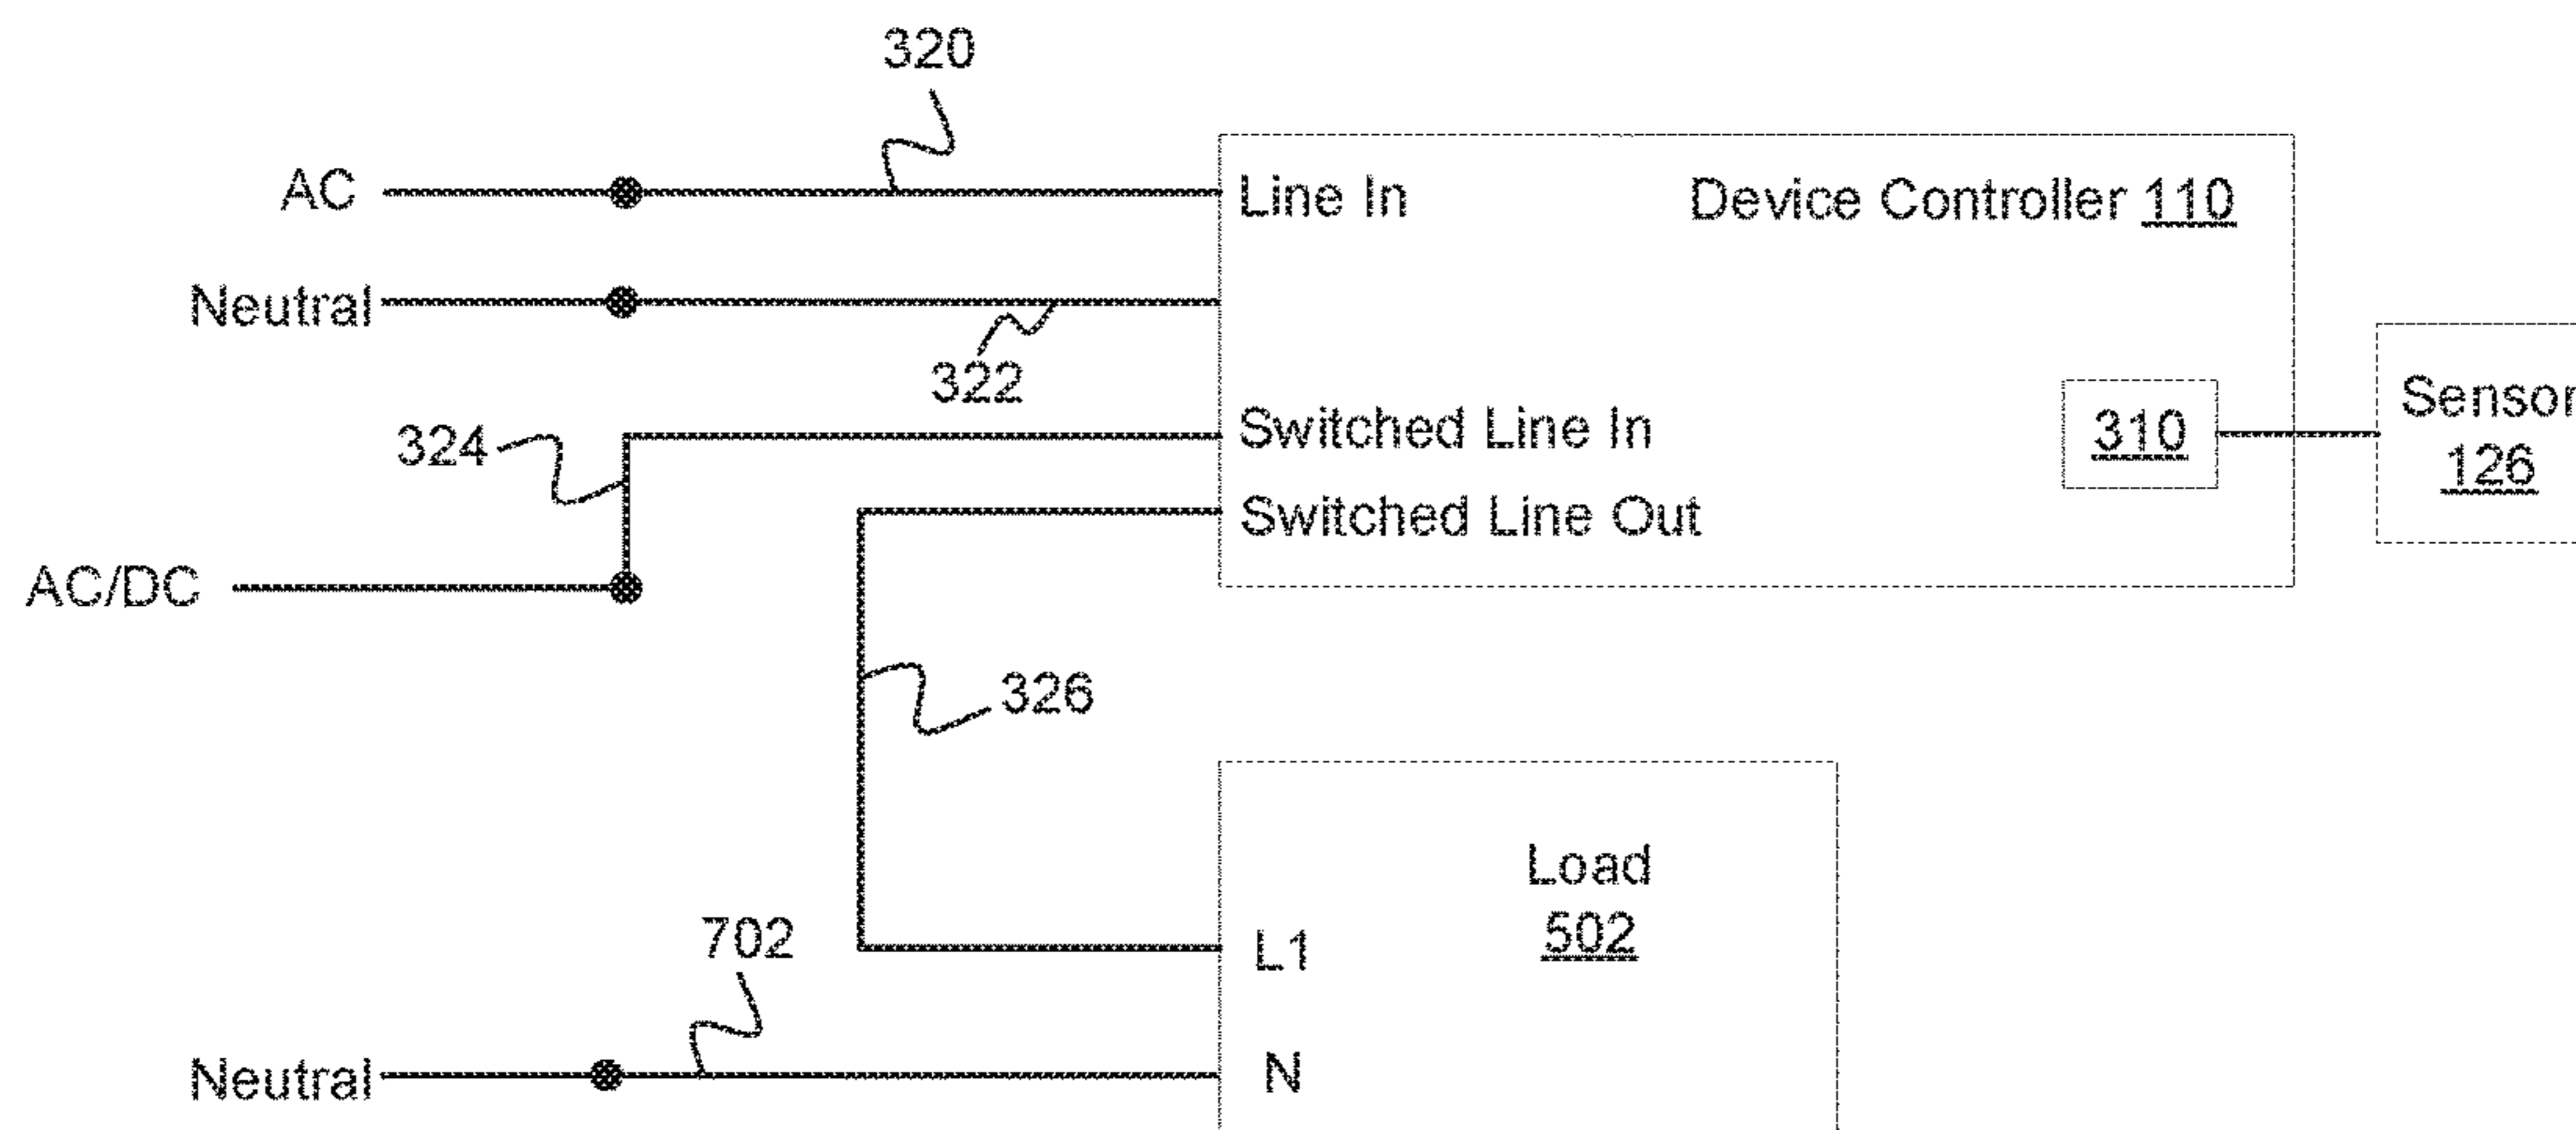 320
AC
Line In
Device Controller 110
Neutral
322
324
Switched Line In
310
Sensor
126
Switched Line Out
AC/DC
326
Load
502
702
L1
Neutral
N